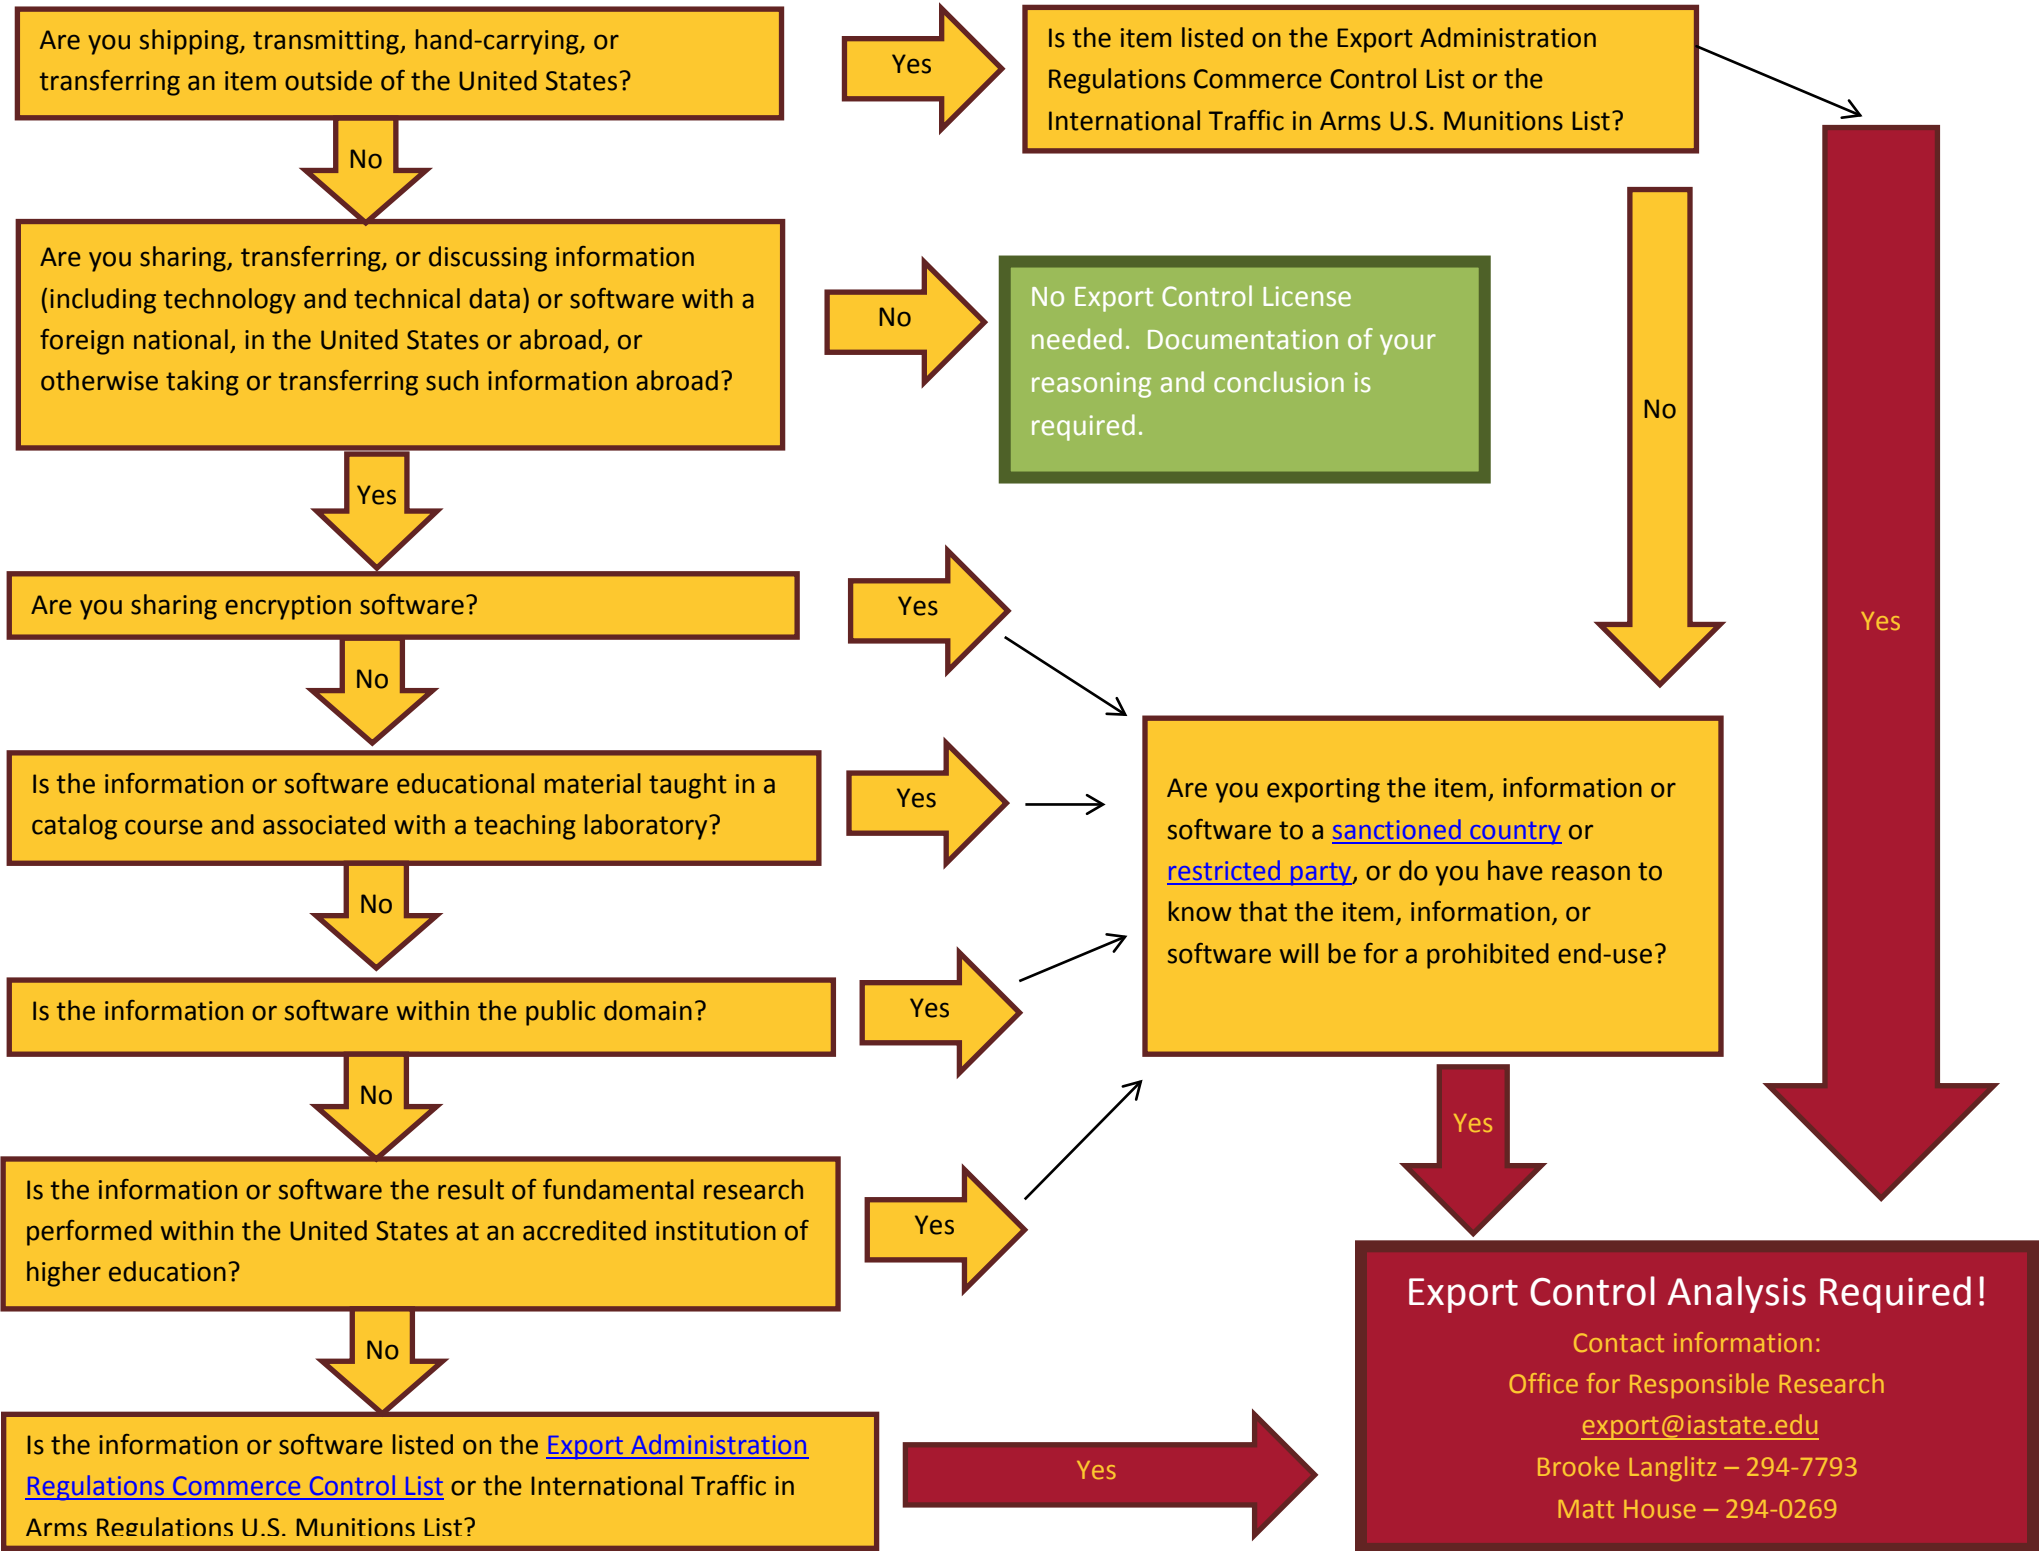 Are you shipping, transmitting, hand-carrying, or
transferring an item outside of the United States?
Yes
Is the item listed on the Export Administration
Regulations Commerce Control List or the
International Traffic in Arms U.S. Munitions List?
No
Are you sharing, transferring, or discussing information
(including technology and technical data) or software with a
foreign national, in the United States or abroad, or
otherwise taking or transferring such information abroad?
No
No Export Control License
needed.  Documentation of your
reasoning and conclusion is
required.
No
Yes
Yes
Are you sharing encryption software?
Yes
No
Is the information or software educational material taught in a
catalog course and associated with a teaching laboratory?
Yes
Are you exporting the item, information or
software to a sanctioned country or
restricted party, or do you have reason to
know that the item, information, or
software will be for a prohibited end-use?
No
Is the information or software within the public domain?
Yes
No
Yes
Is the information or software the result of fundamental research
performed within the United States at an accredited institution of
higher education?
Yes
No
Export Control Analysis Required!
Contact information:
Office for Responsible Research
export@iastate.edu
Brooke Langlitz – 294-7793
Matt House – 294-0269
Is the information or software listed on the Export Administration
Regulations Commerce Control List or the International Traffic in
Arms Regulations U.S. Munitions List?
Yes